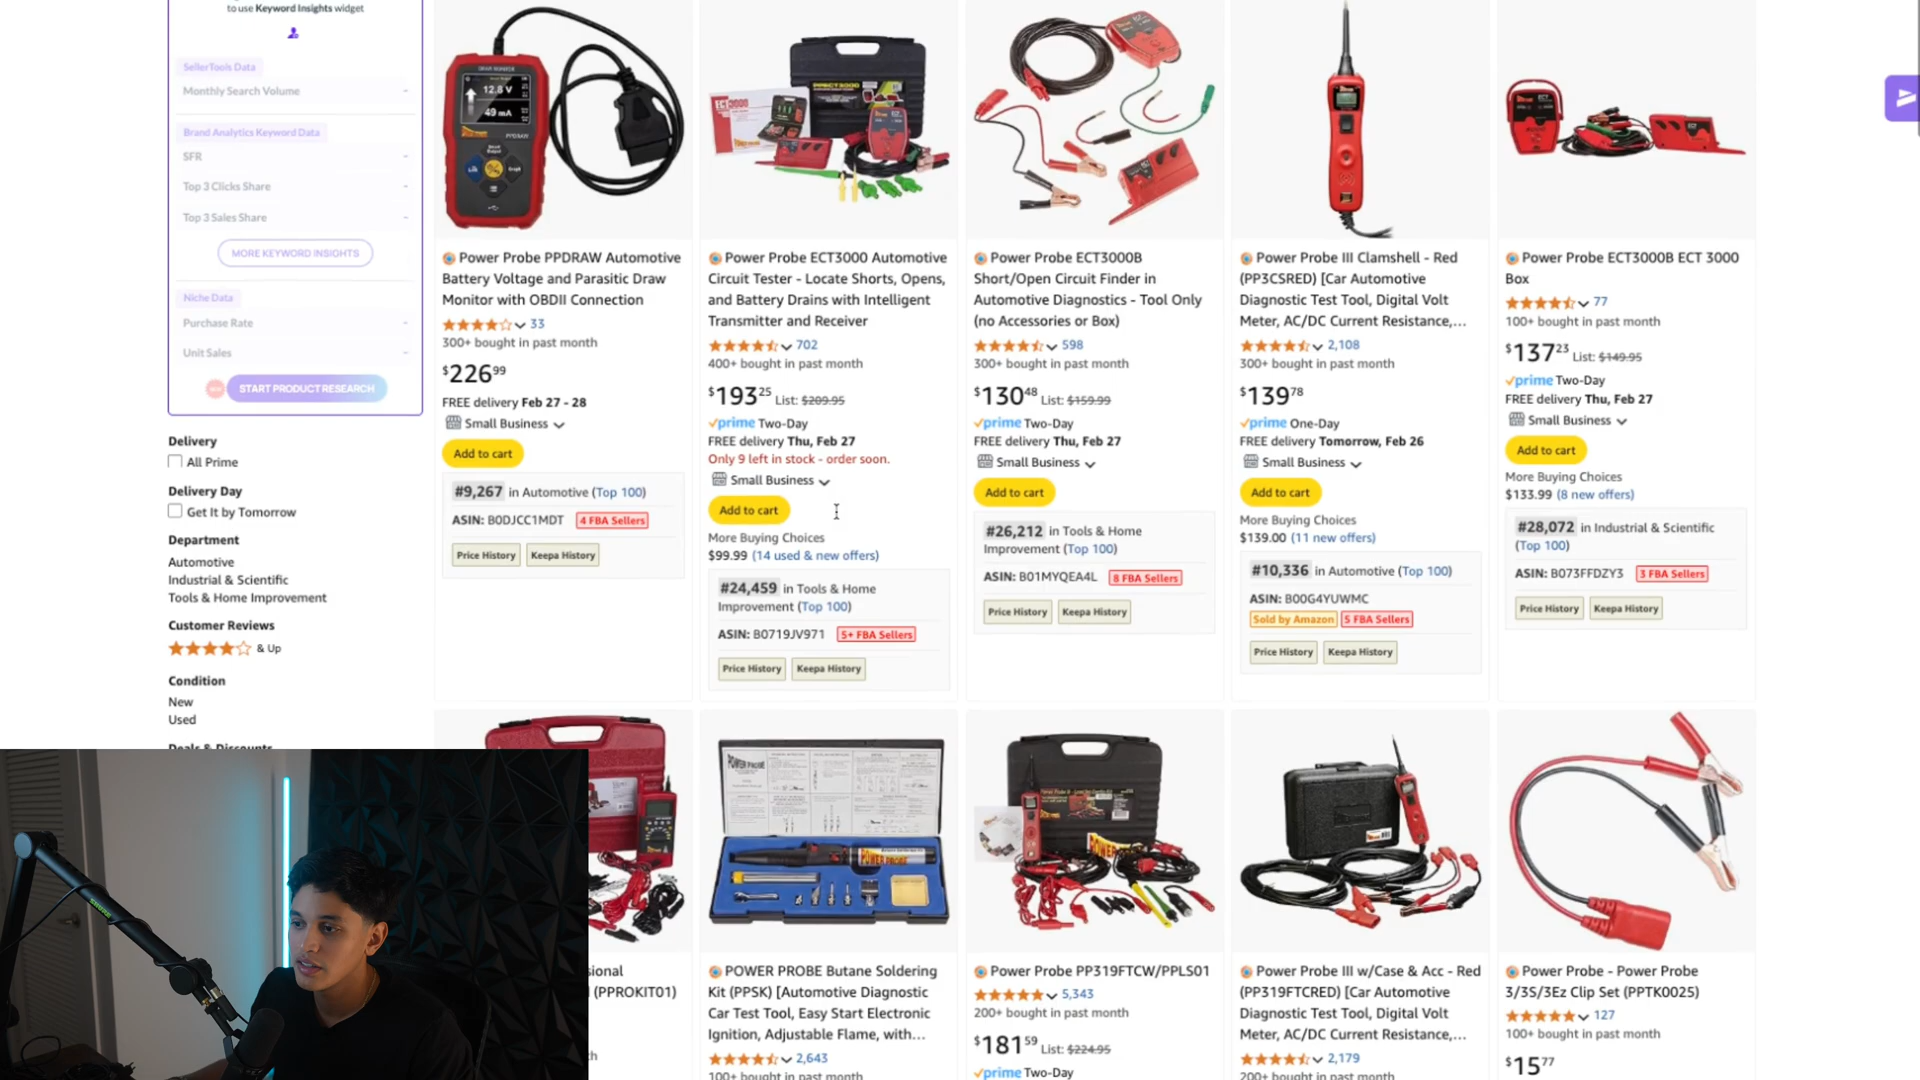 to use Keyword Insights widget
SellerTools Data
Monthly Search Volume -
Brand Analytics Keyword Data
SFR -
Top 3 Clicks Share -
Top 3 Sales Share -
MORE KEYWORD INSIGHTS
Niche Data
Purchase Rate -
Unit Sales -
START PRODUCT RESEARCH
Delivery
All Prime
Delivery Day
Get It by Tomorrow
Department
Automotive
Industrial & Scientific
Tools & Home Improvement
Customer Reviews
& Up
Condition
New
Used
Deals & Discounts
12.8 V
49 mA
PPDRAW
Power Probe PPDRAW Automotive
Battery Voltage and Parasitic Draw
Monitor with OBDII Connection
33
300+ bought in past month
$226 99
FREE delivery Feb 27 - 28
Small Business
Add to cart
#9,267 in Automotive (Top 100)
ASIN: B0DJCC1MDT 4 FBA Sellers
Price History Keepa History
ECT3000
Power Probe ECT3000 Automotive
Circuit Tester - Locate Shorts, Opens,
and Battery Drains with Intelligent
Transmitter and Receiver
702
400+ bought in past month
$193 25 List: $209.95
prime Two-Day
FREE delivery Thu, Feb 27
Only 9 left in stock - order soon.
Small Business
Add to cart
More Buying Choices
$99.99 (14 used & new offers)
#24,459 in Tools & Home
Improvement (Top 100)
ASIN: B0719JV971 5+ FBA Sellers
Price History Keepa History
Power Probe ECT3000B
Short/Open Circuit Finder in
Automotive Diagnostics - Tool Only
(no Accessories or Box)
598
300+ bought in past month
$130 48 List: $159.99
prime Two-Day
FREE delivery Thu, Feb 27
Small Business
Add to cart
#26,212 in Tools & Home
Improvement (Top 100)
ASIN: B01MYQEA4L 8 FBA Sellers
Price History Keepa History
Power Probe III Clamshell - Red
(PP3CSRED) [Car Automotive
Diagnostic Test Tool, Digital Volt
Meter, AC/DC Current Resistance,...
2,108
300+ bought in past month
$139 78
prime One-Day
FREE delivery Tomorrow, Feb 26
Small Business
Add to cart
More Buying Choices
$139.00 (11 new offers)
#10,336 in Automotive (Top 100)
ASIN: B00G4YUWMC
Sold by Amazon 5 FBA Sellers
Price History Keepa History
ECT
Power Probe ECT3000B ECT 3000
Box
77
100+ bought in past month
$137 23 List: $149.95
prime Two-Day
FREE delivery Thu, Feb 27
Small Business
Add to cart
More Buying Choices
$133.99 (8 new offers)
#28,072 in Industrial & Scientific
(Top 100)
ASIN: B073FFDZY3 3 FBA Sellers
Price History Keepa History
sional
(PPROKIT01)
POWER PROBE
POWER PROBE Butane Soldering
Kit (PPSK) [Automotive Diagnostic
Car Test Tool, Easy Start Electronic
Ignition, Adjustable Flame, with...
2,643
100+ bought in past month
Power Probe PP319FTCW/PPLS01
5,343
200+ bought in past month
$181 59 List: $224.95
prime Two-Day
Power Probe III w/Case & Acc - Red
(PP319FTCRED) [Car Automotive
Diagnostic Test Tool, Digital Volt
Meter, AC/DC Current Resistance,...
2,179
200+ bought in past month
Power Probe - Power Probe
3/3S/3Ez Clip Set (PPTK0025)
127
100+ bought in past month
$15 77